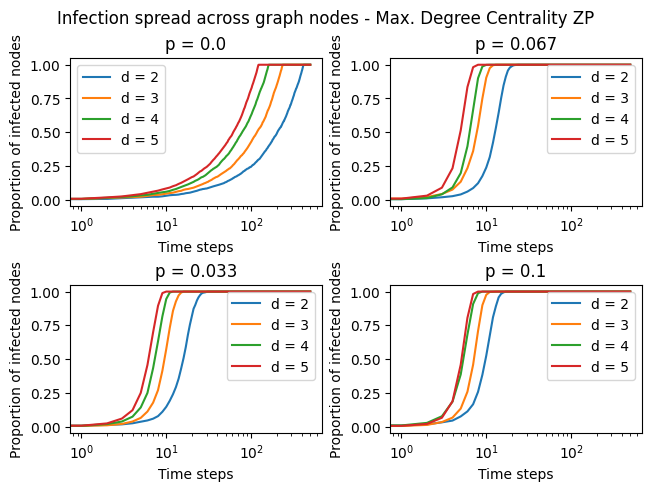 Infection spread across graph nodes - Max. Degree Centrality ZP
p = 0.0
Proportion of infected nodes
1.00
0.75
0.50
0.25
0.00
d = 2
d = 3
d = 4
d = 5
10^0
10^1
10^2
Time steps
p = 0.067
Proportion of infected nodes
1.00
0.75
0.50
0.25
0.00
d = 2
d = 3
d = 4
d = 5
10^0
10^1
10^2
Time steps
p = 0.033
Proportion of infected nodes
1.00
0.75
0.50
0.25
0.00
d = 2
d = 3
d = 4
d = 5
10^0
10^1
10^2
Time steps
p = 0.1
Proportion of infected nodes
1.00
0.75
0.50
0.25
0.00
d = 2
d = 3
d = 4
d = 5
10^0
10^1
10^2
Time steps